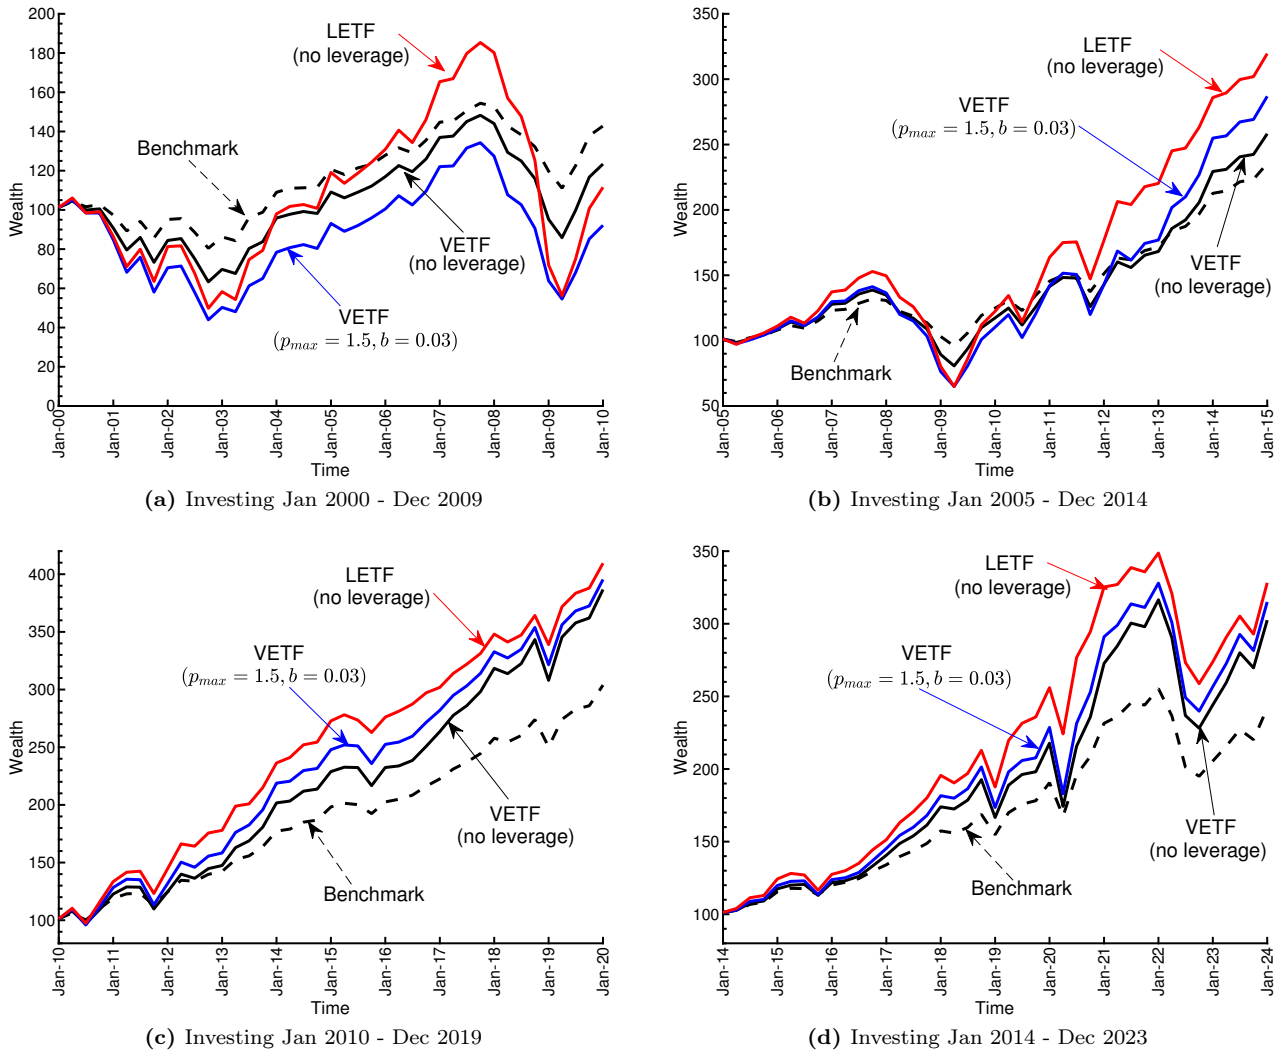 200
180
160
140
120
100
80
60
40
20
0
Wealth
LETF
(no leverage)
Benchmark
VETF
(no leverage)
VETF
(p_max = 1.5, b = 0.03)
Jan-00
Jan-01
Jan-02
Jan-03
Jan-04
Jan-05
Jan-06
Jan-07
Jan-08
Jan-09
Jan-10
Time
(a) Investing Jan 2000 - Dec 2009
350
300
250
200
150
100
50
Wealth
LETF
(no leverage)
VETF
(p_max = 1.5, b = 0.03)
VETF
(no leverage)
Benchmark
Jan-05
Jan-06
Jan-07
Jan-08
Jan-09
Jan-10
Jan-11
Jan-12
Jan-13
Jan-14
Jan-15
Time
(b) Investing Jan 2005 - Dec 2014
400
350
300
250
200
150
100
Wealth
LETF
(no leverage)
VETF
(p_max = 1.5, b = 0.03)
VETF
(no leverage)
Benchmark
Jan-10
Jan-11
Jan-12
Jan-13
Jan-14
Jan-15
Jan-16
Jan-17
Jan-18
Jan-19
Jan-20
Time
(c) Investing Jan 2010 - Dec 2019
350
300
250
200
150
100
Wealth
LETF
(no leverage)
VETF
(p_max = 1.5, b = 0.03)
VETF
(no leverage)
Benchmark
Jan-14
Jan-15
Jan-16
Jan-17
Jan-18
Jan-19
Jan-20
Jan-21
Jan-22
Jan-23
Jan-24
Time
(d) Investing Jan 2014 - Dec 2023